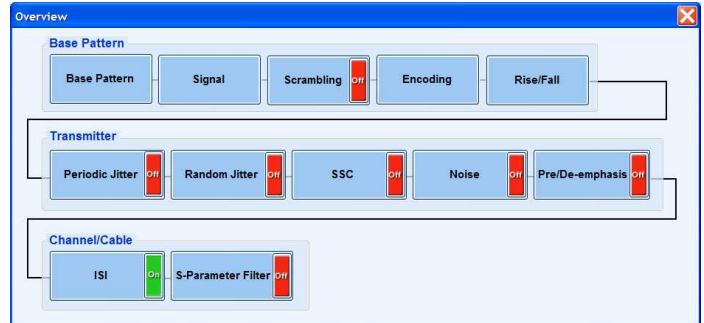 Overview
Base Pattern
Base Pattern
Signal
Scrambling
Off
Encoding
Rise/Fall
Transmitter
Periodic Jitter
Off
Random Jitter
Off
SSC
Off
Noise
Off
Pre/De-emphasis
Off
Channel/Cable
ISI
On
S-Parameter Filter
Off